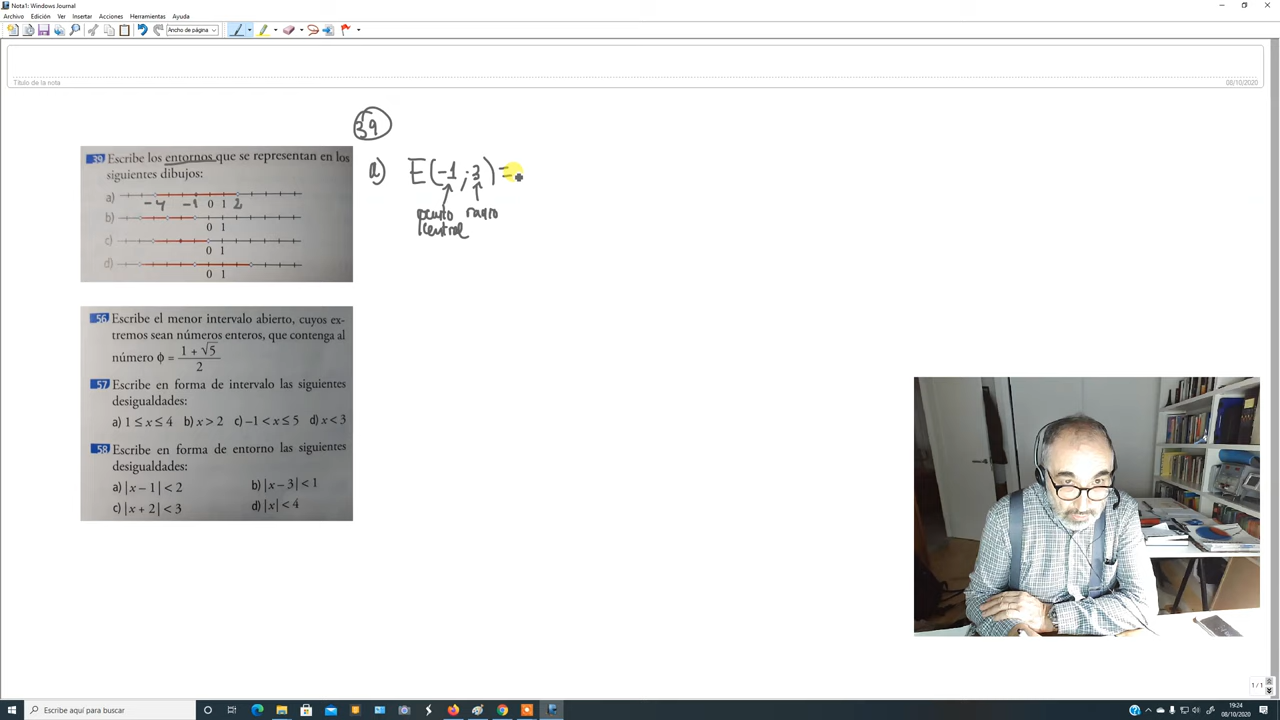 Nota1: Windows Journal
Archivo Edición Ver Insertar Acciones Herramientas Ayuda
Ancho de página
Título de la nota
08/10/2020
39
39 Escribe los entornos que se representan en los
siguientes dibujos:
a)
-4 -1 0 1 2
b)
0 1
c)
0 1
d)
0 1
a) E(-1; 3) =
punto radio
central
56 Escribe el menor intervalo abierto, cuyos ex-
tremos sean números enteros, que contenga al
número ϕ = (1 + √5)/2
57 Escribe en forma de intervalo las siguientes
desigualdades:
a) 1 ≤ x ≤ 4 b) x > 2 c) –1 < x ≤ 5 d) x < 3
58 Escribe en forma de entorno las siguientes
desigualdades:
a) |x – 1| < 2 b) |x – 3| < 1
c) |x + 2| < 3 d) |x| < 4
1 / 1
Escribe aquí para buscar
19:24
08/10/2020